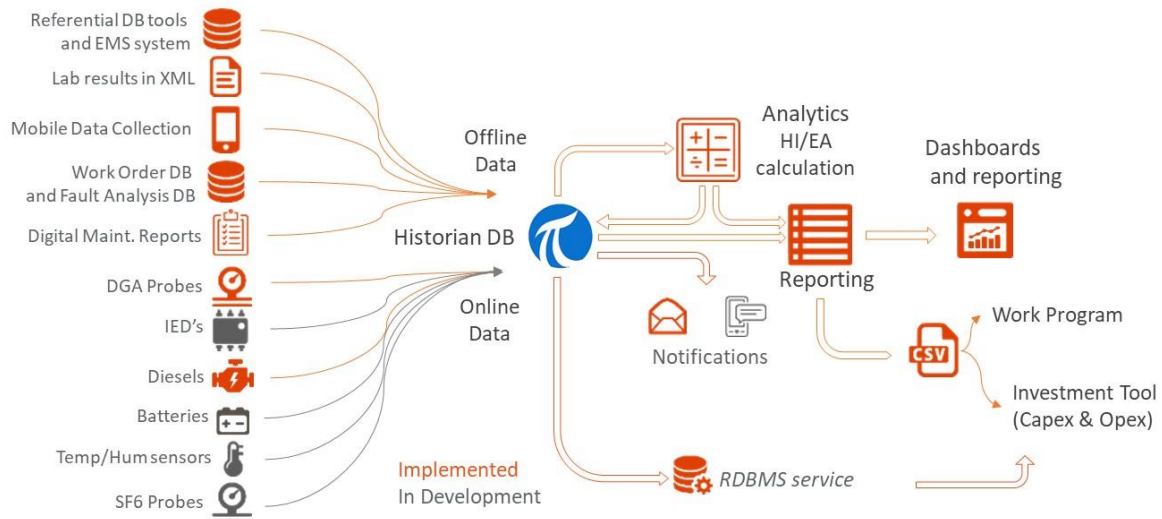 Referential DB tools
and EMS system
Lab results in XML
Mobile Data Collection
Work Order DB
and Fault Analysis DB
Digital Maint. Reports
DGA Probes
IED's
Diesels
Batteries
Temp/Hum sensors
SF6 Probes
Offline
Data
Historian DB
Online
Data
Implemented
In Development
Analytics
HI/EA
calculation
Reporting
Notifications
Dashboards
and reporting
CSV
Work Program
Investment Tool
(Capex & Opex)
RDBMS service